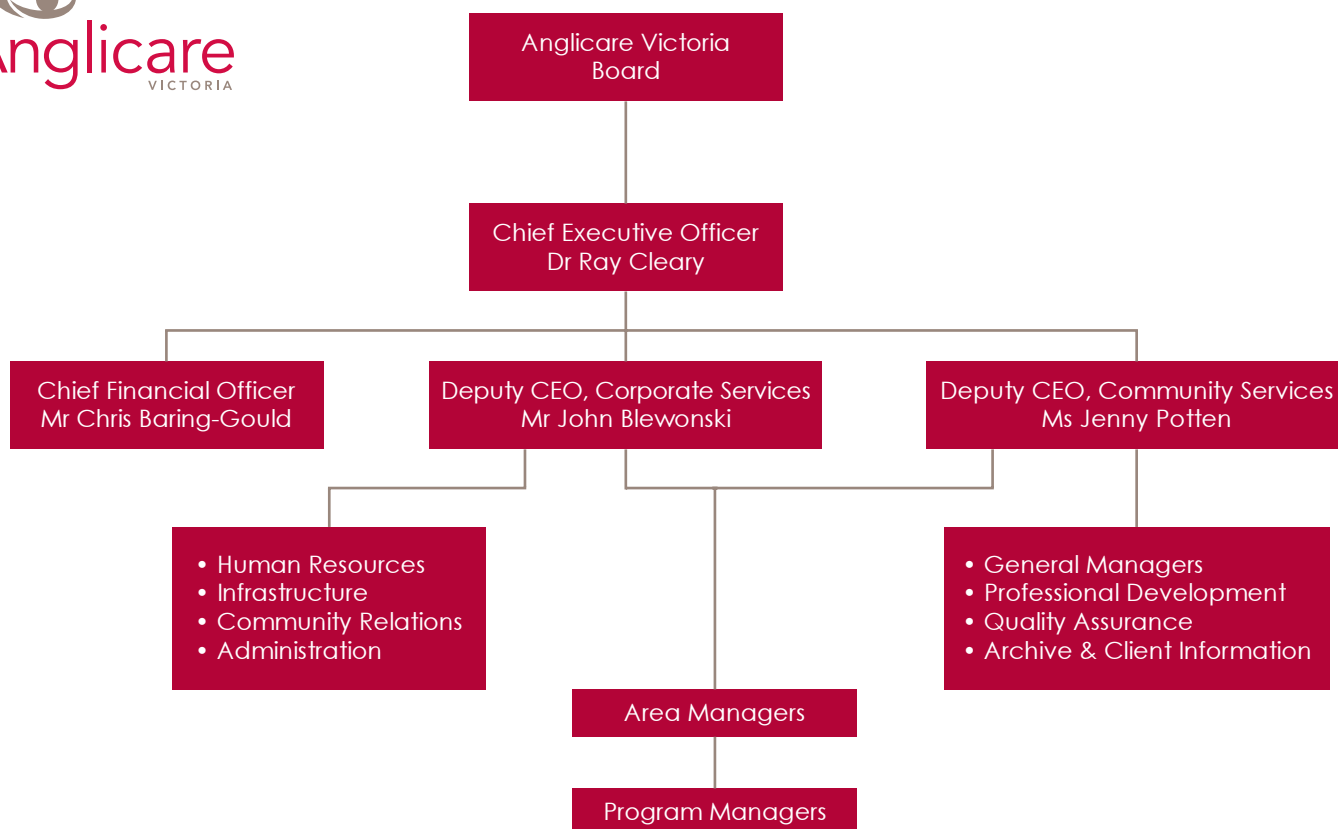 Anglicare
VICTORIA
Anglicare Victoria
Board
Chief Executive Officer
Dr Ray Cleary
Chief Financial Officer
Mr Chris Baring-Gould
Deputy CEO, Corporate Services
Mr John Blewonski
Deputy CEO, Community Services
Ms Jenny Potten
• Human Resources
• Infrastructure
• Community Relations
• Administration
• General Managers
• Professional Development
• Quality Assurance
• Archive & Client Information
Area Managers
Program Managers